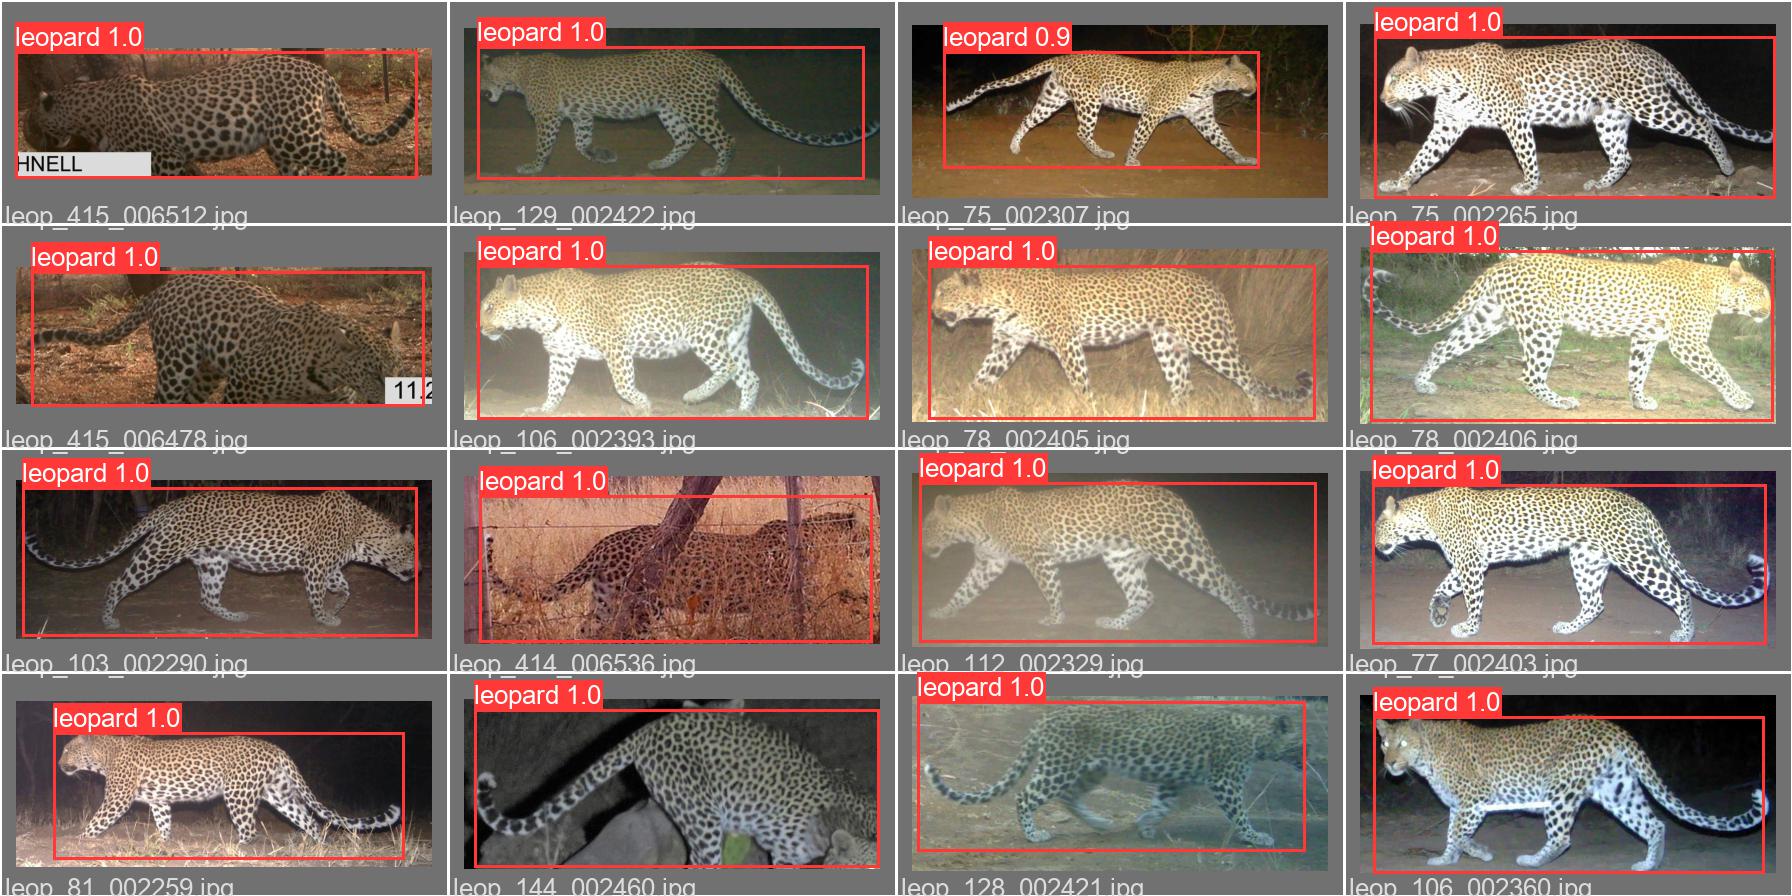 leopard 1.0
leopard 1.0
leopard 0.9
leopard 1.0
HNELL
leop_415_006512.jpg
leop_129_002422.jpg
leop_75_002307.jpg
leop_75_002265.jpg
leopard 1.0
leopard 1.0
leopard 1.0
leopard 1.0
11.2
leop_415_006478.jpg
leop_106_002393.jpg
leop_78_002405.jpg
leop_78_002406.jpg
leopard 1.0
leopard 1.0
leopard 1.0
leopard 1.0
leop_103_002290.jpg
leop_414_006536.jpg
leop_112_002329.jpg
leop_77_002403.jpg
leopard 1.0
leopard 1.0
leopard 1.0
leopard 1.0
leop_81_002259.jpg
leop_144_002460.jpg
leop_128_002421.jpg
leop_106_002360.jpg